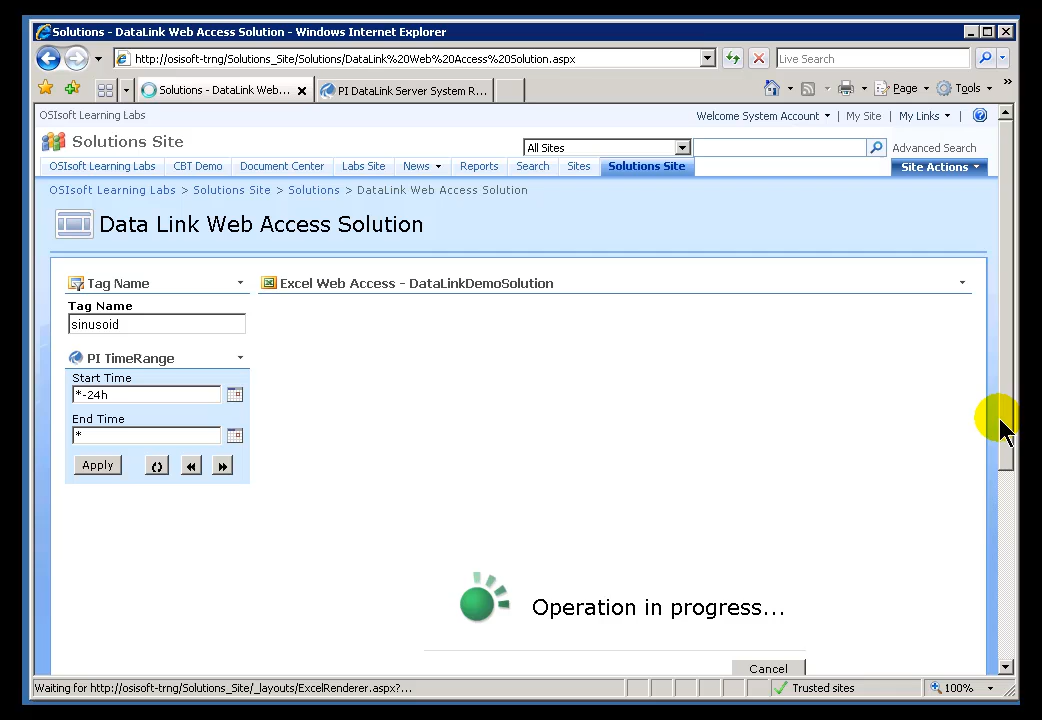 Solutions - DataLink Web Access Solution - Windows Internet Explorer
http://osisoft-trng/Solutions_Site/Solutions/DataLink%20Web%20Access%20Solution.aspx
Live Search
Solutions - DataLink Web...
PI DataLink Server System R...
Page
Tools
»
OSIsoft Learning Labs
Welcome System Account
My Site
My Links
Solutions Site
All Sites
Advanced Search
OSIsoft Learning Labs
CBT Demo
Document Center
Labs Site
News
Reports
Search
Sites
Solutions Site
Site Actions
OSIsoft Learning Labs > Solutions Site > Solutions > DataLink Web Access Solution
Data Link Web Access Solution
Tag Name
Excel Web Access - DataLinkDemoSolution
Tag Name
sinusoid
PI TimeRange
Start Time
*-24h
End Time
*
Apply
Operation in progress...
Cancel
Waiting for http://osisoft-trng/Solutions_Site/_layouts/ExcelRenderer.aspx?...
Trusted sites
100%